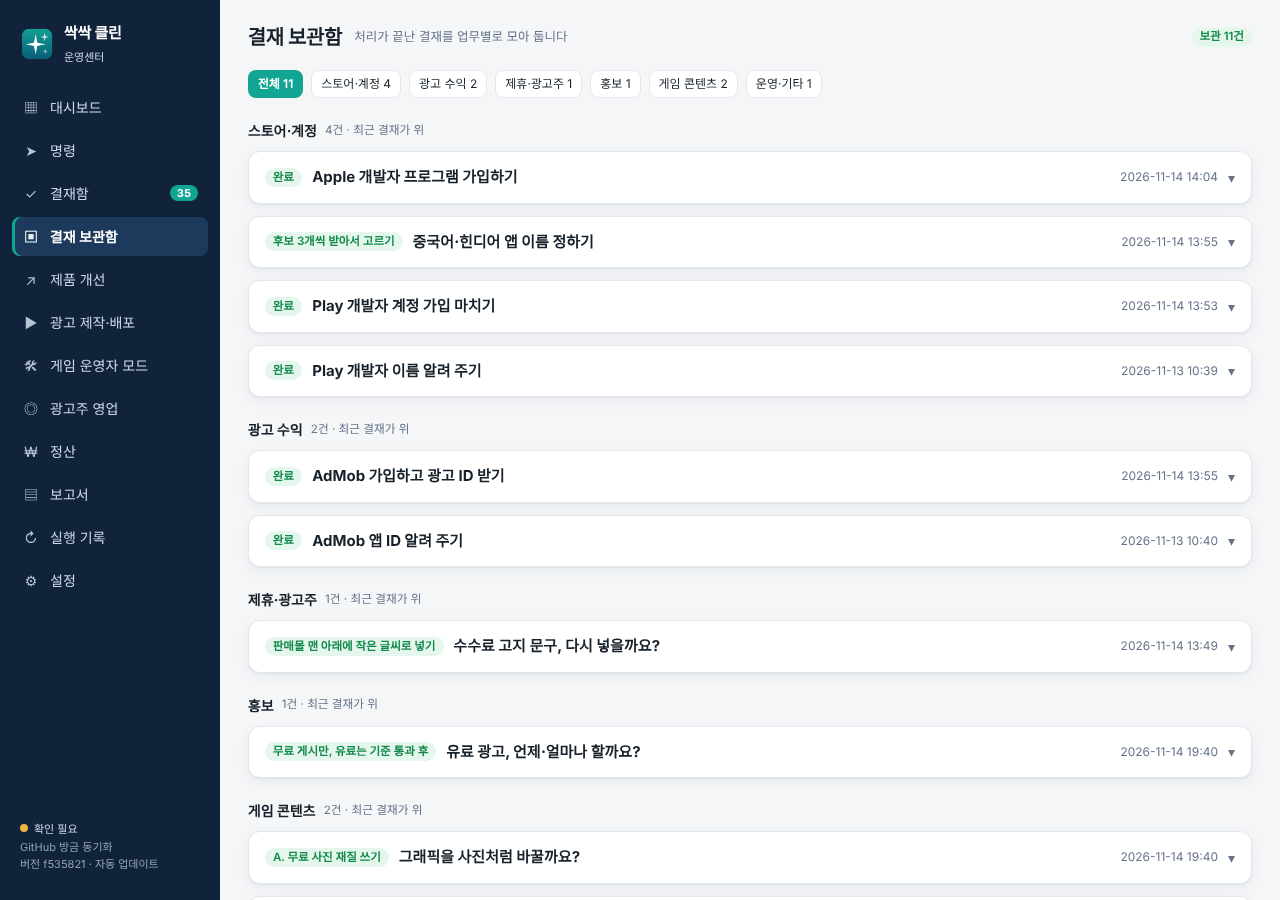 싹싹 클린
운영센터
대시보드
명령
결재함 35
결재 보관함
제품 개선
광고 제작·배포
게임 운영자 모드
광고주 영업
정산
보고서
실행 기록
설정
확인 필요
GitHub 방금 동기화
버전 f535821 · 자동 업데이트
결재 보관함 처리가 끝난 결재를 업무별로 모아 둡니다 보관 11건
전체 11 스토어·계정 4 광고 수익 2 제휴·광고주 1 홍보 1 게임 콘텐츠 2 운영·기타 1
스토어·계정 4건 · 최근 결재가 위
완료 Apple 개발자 프로그램 가입하기 2026-11-14 14:04 ▼
후보 3개씩 받아서 고르기 중국어·힌디어 앱 이름 정하기 2026-11-14 13:55 ▼
완료 Play 개발자 계정 가입 마치기 2026-11-14 13:53 ▼
완료 Play 개발자 이름 알려 주기 2026-11-13 10:39 ▼
광고 수익 2건 · 최근 결재가 위
완료 AdMob 가입하고 광고 ID 받기 2026-11-14 13:55 ▼
완료 AdMob 앱 ID 알려 주기 2026-11-13 10:40 ▼
제휴·광고주 1건 · 최근 결재가 위
판매몰 맨 아래에 작은 글씨로 넣기 수수료 고지 문구, 다시 넣을까요? 2026-11-14 13:49 ▼
홍보 1건 · 최근 결재가 위
무료 게시만, 유료는 기준 통과 후 유료 광고, 언제·얼마나 할까요? 2026-11-14 19:40 ▼
게임 콘텐츠 2건 · 최근 결재가 위
A. 무료 사진 재질 쓰기 그래픽을 사진처럼 바꿀까요? 2026-11-14 19:40 ▼